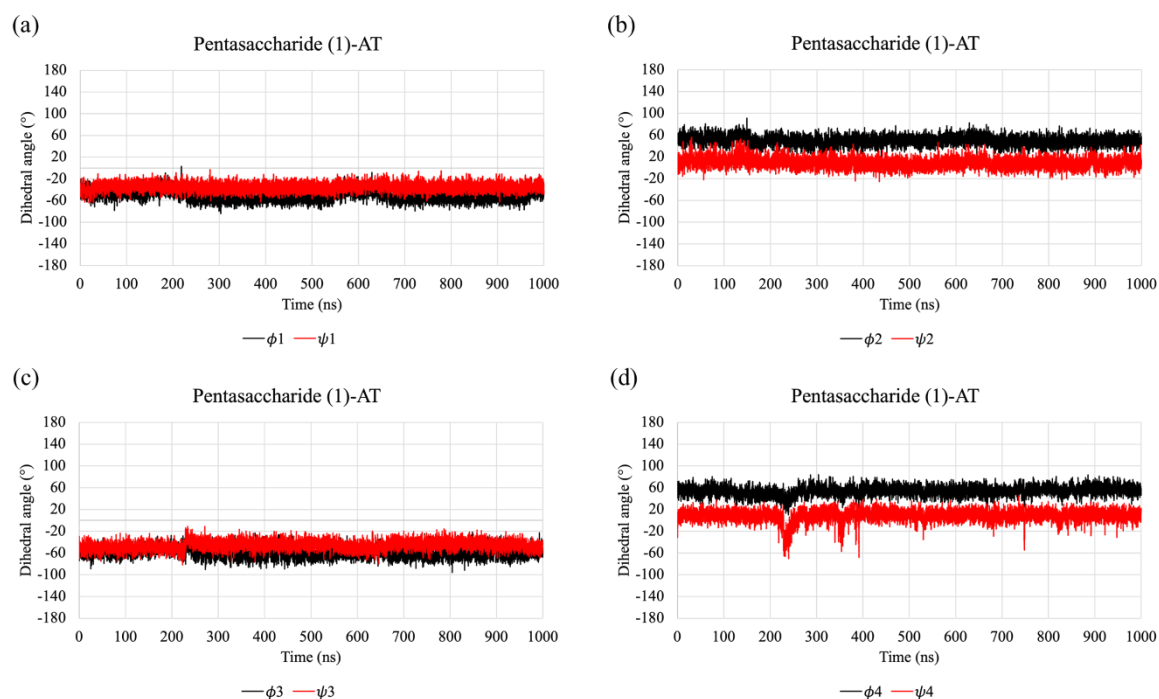 (a)
Pentasaccharide (1)-AT
Dihedral angle (°)
180
140
100
60
20
-20
-60
-100
-140
-180
0 100 200 300 400 500 600 700 800 900 1000
Time (ns)
ϕ1 ψ1
(b)
Pentasaccharide (1)-AT
Dihedral angle (°)
180
140
100
60
20
-20
-60
-100
-140
-180
0 100 200 300 400 500 600 700 800 900 1000
Time (ns)
ϕ2 ψ2
(c)
Pentasaccharide (1)-AT
Dihedral angle (°)
180
140
100
60
20
-20
-60
-100
-140
-180
0 100 200 300 400 500 600 700 800 900 1000
Time (ns)
ϕ3 ψ3
(d)
Pentasaccharide (1)-AT
Dihedral angle (°)
180
140
100
60
20
-20
-60
-100
-140
-180
0 100 200 300 400 500 600 700 800 900 1000
Time (ns)
ϕ4 ψ4